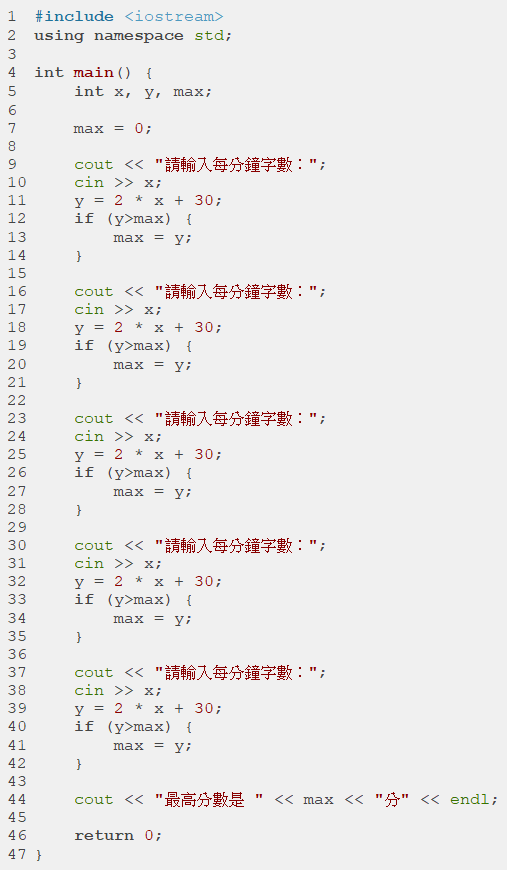 1 #include <iostream>
2 using namespace std;
3
4 int main() {
5     int x, y, max;
6
7     max = 0;
8
9     cout << "請輸入每分鐘字數：";
10     cin >> x;
11     y = 2 * x + 30;
12     if (y>max) {
13         max = y;
14     }
15
16     cout << "請輸入每分鐘字數：";
17     cin >> x;
18     y = 2 * x + 30;
19     if (y>max) {
20         max = y;
21     }
22
23     cout << "請輸入每分鐘字數：";
24     cin >> x;
25     y = 2 * x + 30;
26     if (y>max) {
27         max = y;
28     }
29
30     cout << "請輸入每分鐘字數：";
31     cin >> x;
32     y = 2 * x + 30;
33     if (y>max) {
34         max = y;
35     }
36
37     cout << "請輸入每分鐘字數：";
38     cin >> x;
39     y = 2 * x + 30;
40     if (y>max) {
41         max = y;
42     }
43
44     cout << "最高分數是 " << max << "分" << endl;
45
46     return 0;
47 }